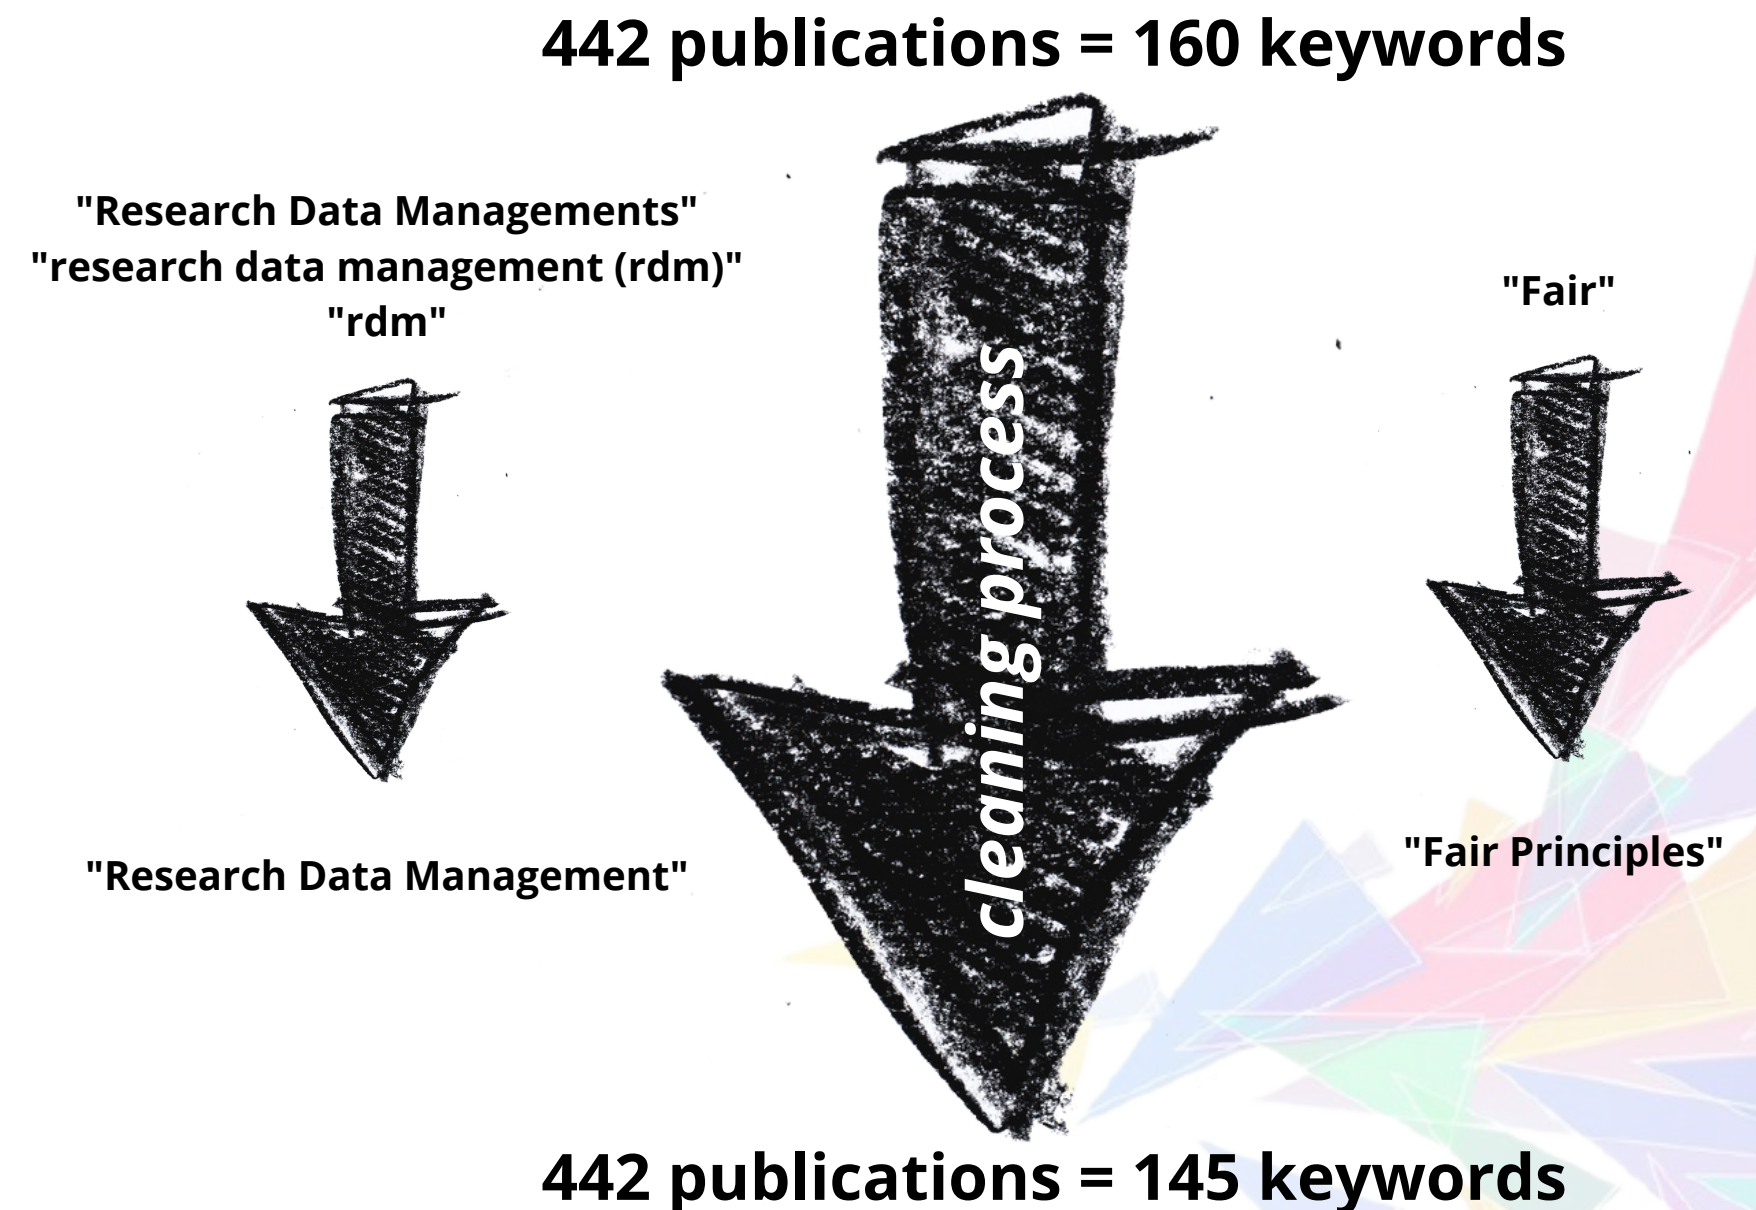 442 publications = 160 keywords
"Research Data Managements"
"research data management (rdm)"
"rdm"
"Fair"
cleaning process
"Research Data Management"
"Fair Principles"
442 publications = 145 keywords